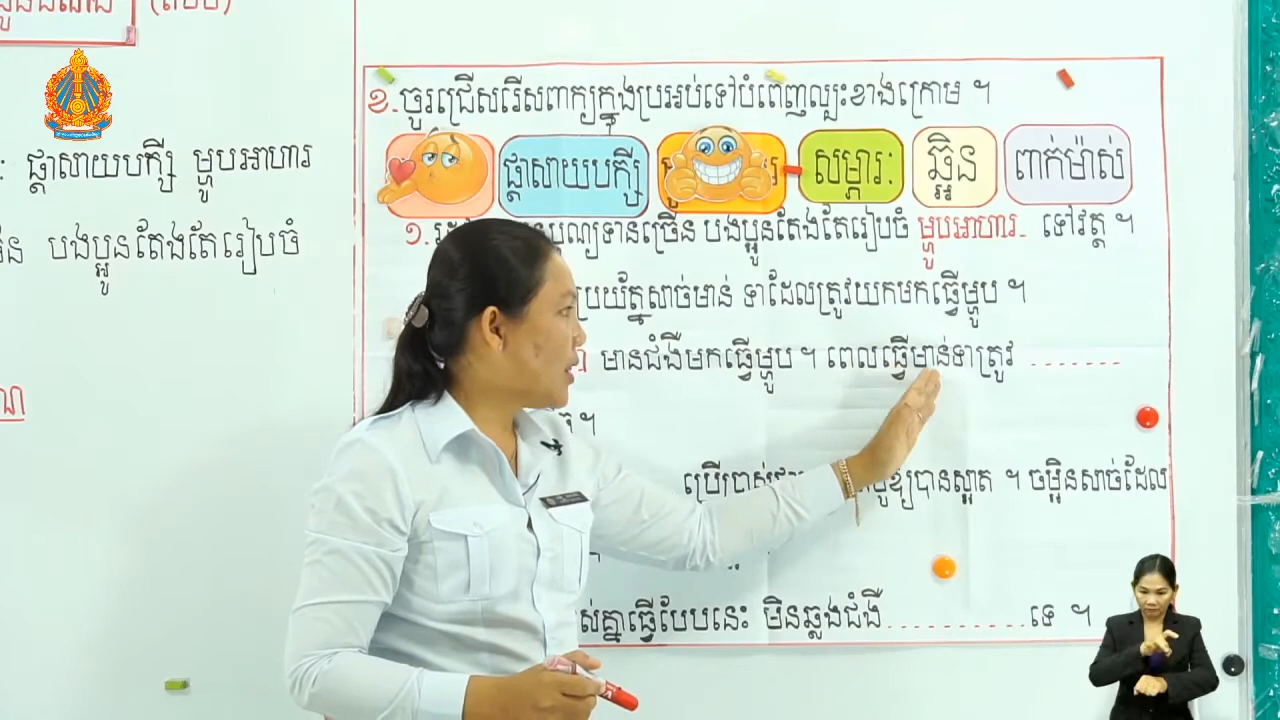 ផ្ដាសាយបក្សី ម្ហូបអាហារ
បងប្អូនតែងតែរៀបចំ
ខ.ចូរជ្រើសរើសពាក្យក្នុងប្រអប់ទៅបំពេញល្បះខាងក្រោម ។
ផ្ដាសាយបក្សី
សម្ភារៈ
ឆ្អិន
ពាក់ម៉ាស់
១. បុណ្យទានច្រើន បងប្អូនតែងតែរៀបចំ ម្ហូបអាហារ ទៅវត្ត ។
ប្រយ័ត្នសាច់មាន់ ទាដែលត្រូវយកមកធ្វើម្ហូប ។
មានជំងឺមកធ្វើម្ហូប ។ ពេលធ្វើមាន់ទាត្រូវ ........
ប្រើប្រាស់ ឱ្យបានស្អាត ។ ចម្អិនសាច់ដែល
គ្នាធ្វើបែបនេះ មិនឆ្លងជំងឺ..........ទេ ។